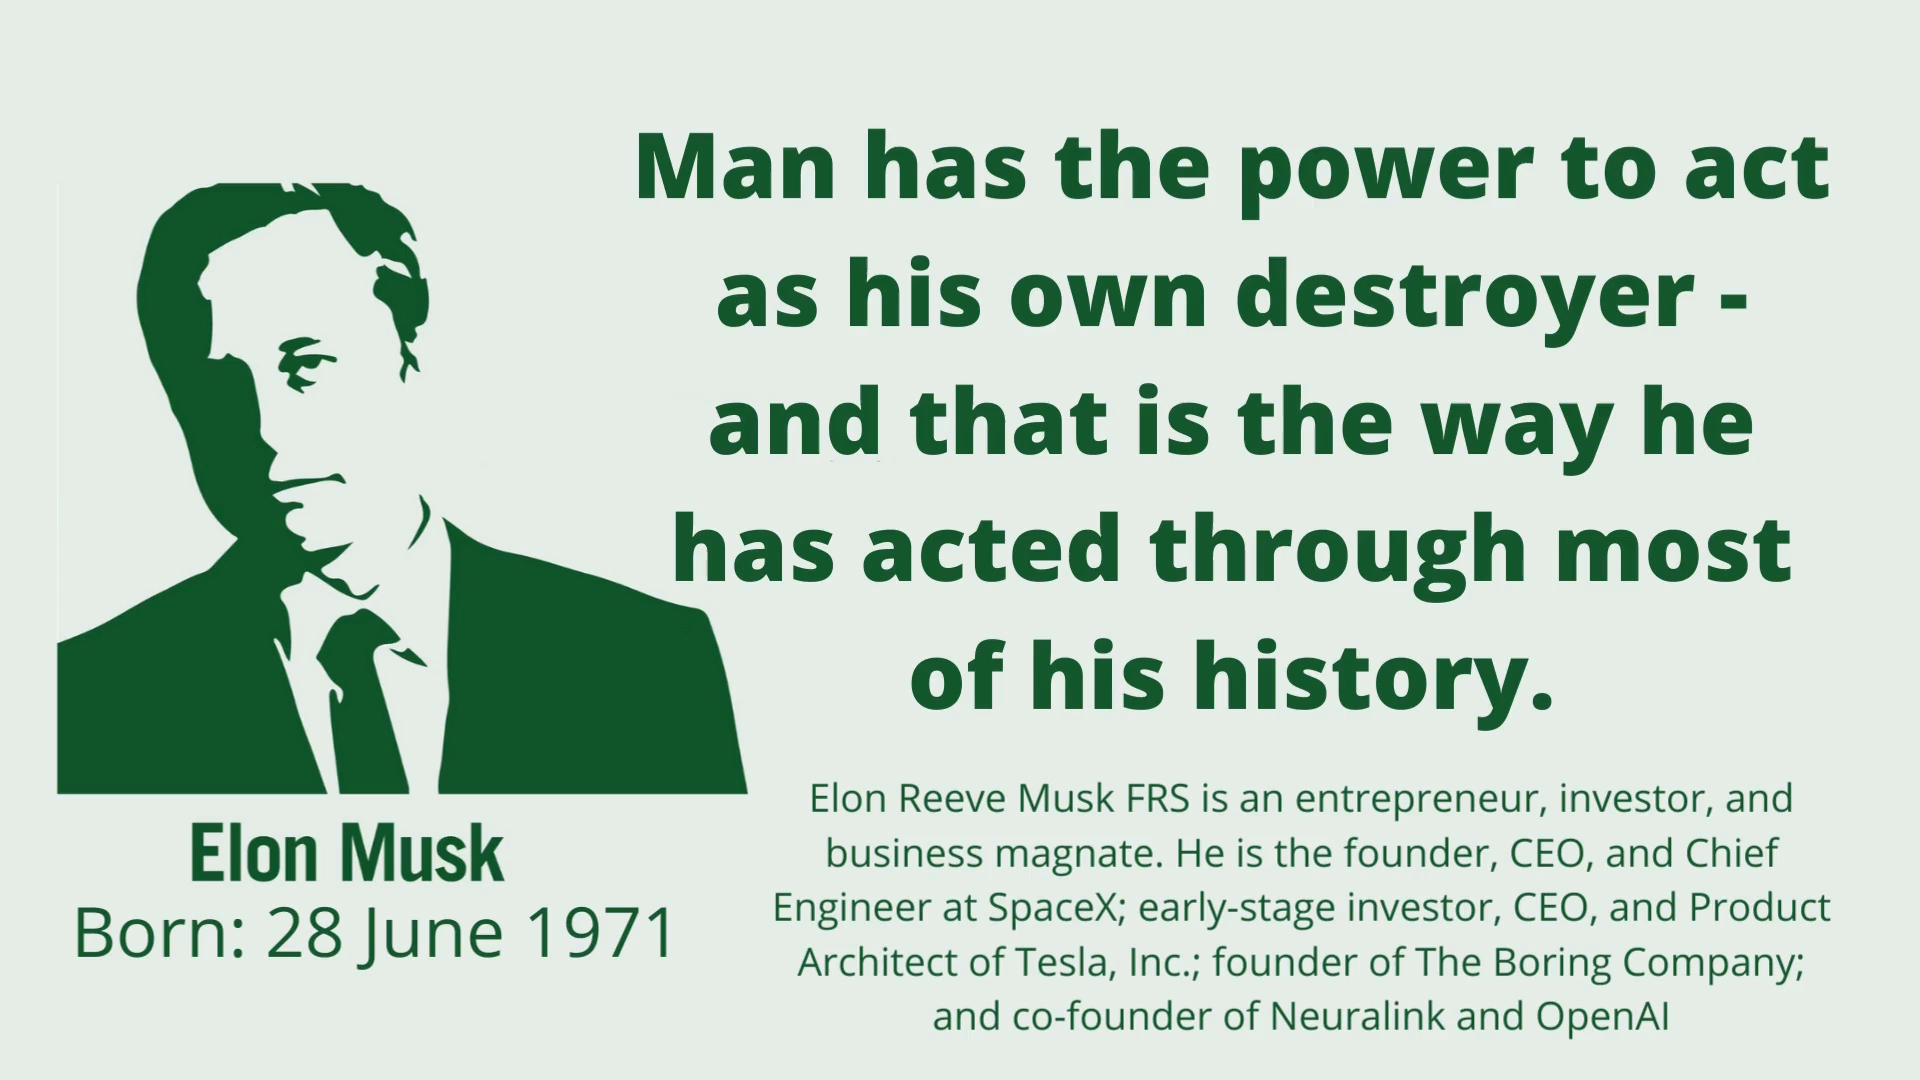 Man has the power to act
as his own destroyer -
and that is the way he
has acted through most
of his history.
Elon Musk
Born: 28 June 1971
Elon Reeve Musk FRS is an entrepreneur, investor, and
business magnate. He is the founder, CEO, and Chief
Engineer at SpaceX; early-stage investor, CEO, and Product
Architect of Tesla, Inc.; founder of The Boring Company;
and co-founder of Neuralink and OpenAI